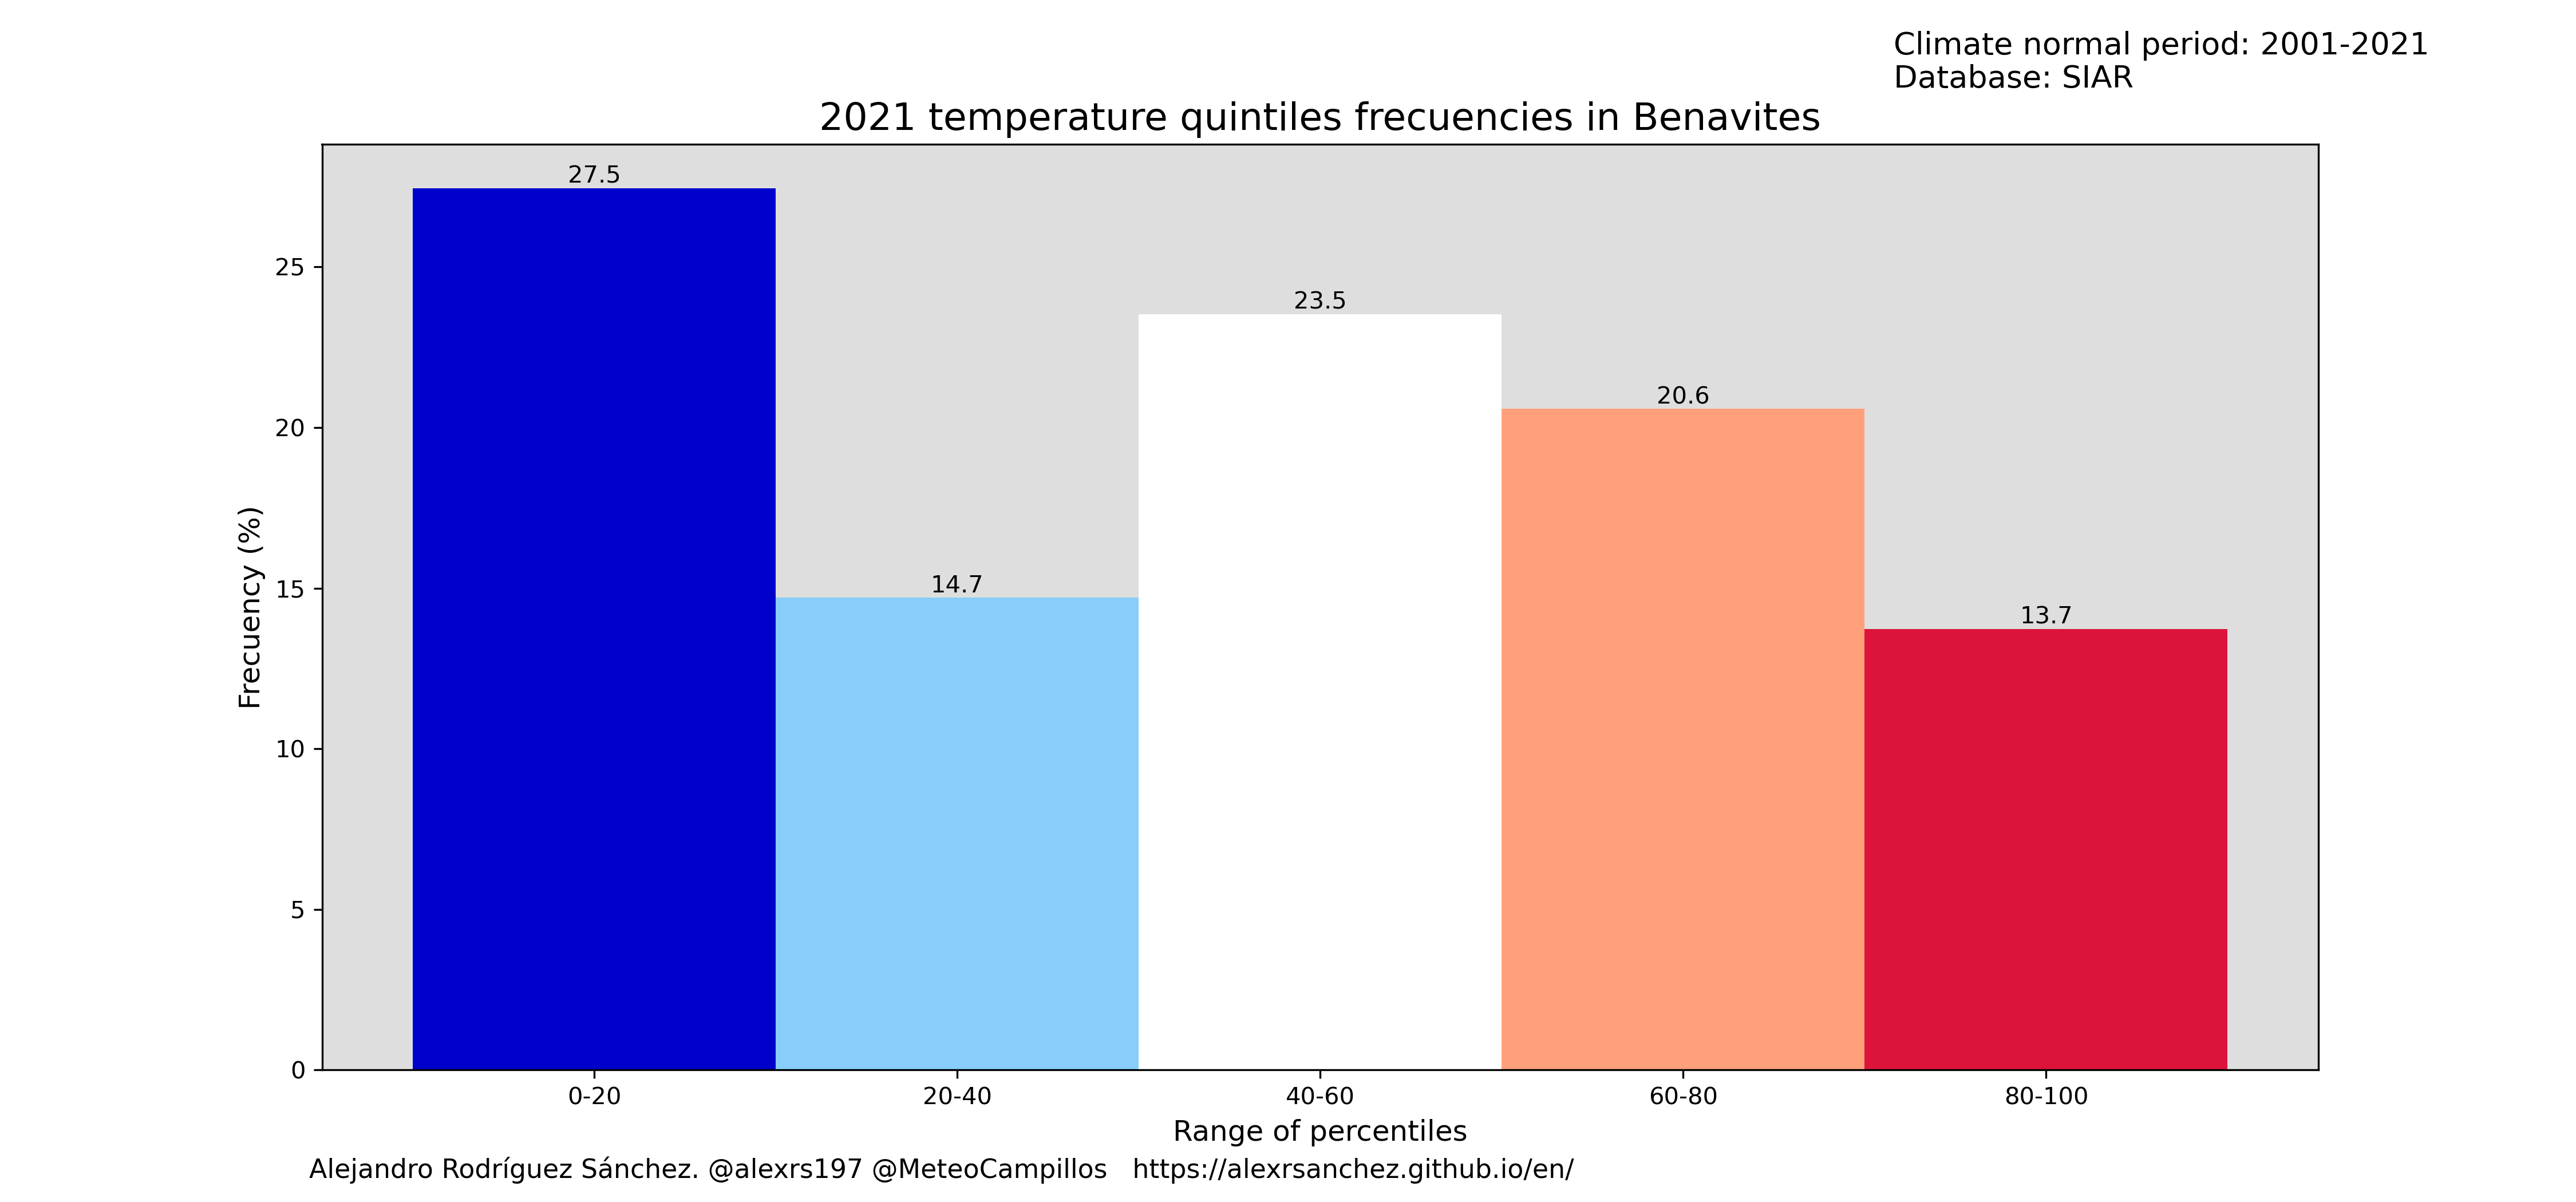 Climate normal period: 2001-2021
Database: SIAR
2021 temperature quintiles frecuencies in Benavites
27.5
14.7
23.5
20.6
13.7
Frecuency (%)
25
20
15
10
5
0
0-20 20-40 40-60 60-80 80-100
Range of percentiles
Alejandro Rodríguez Sánchez. @alexrs197 @MeteoCampillos https://alexrsanchez.github.io/en/